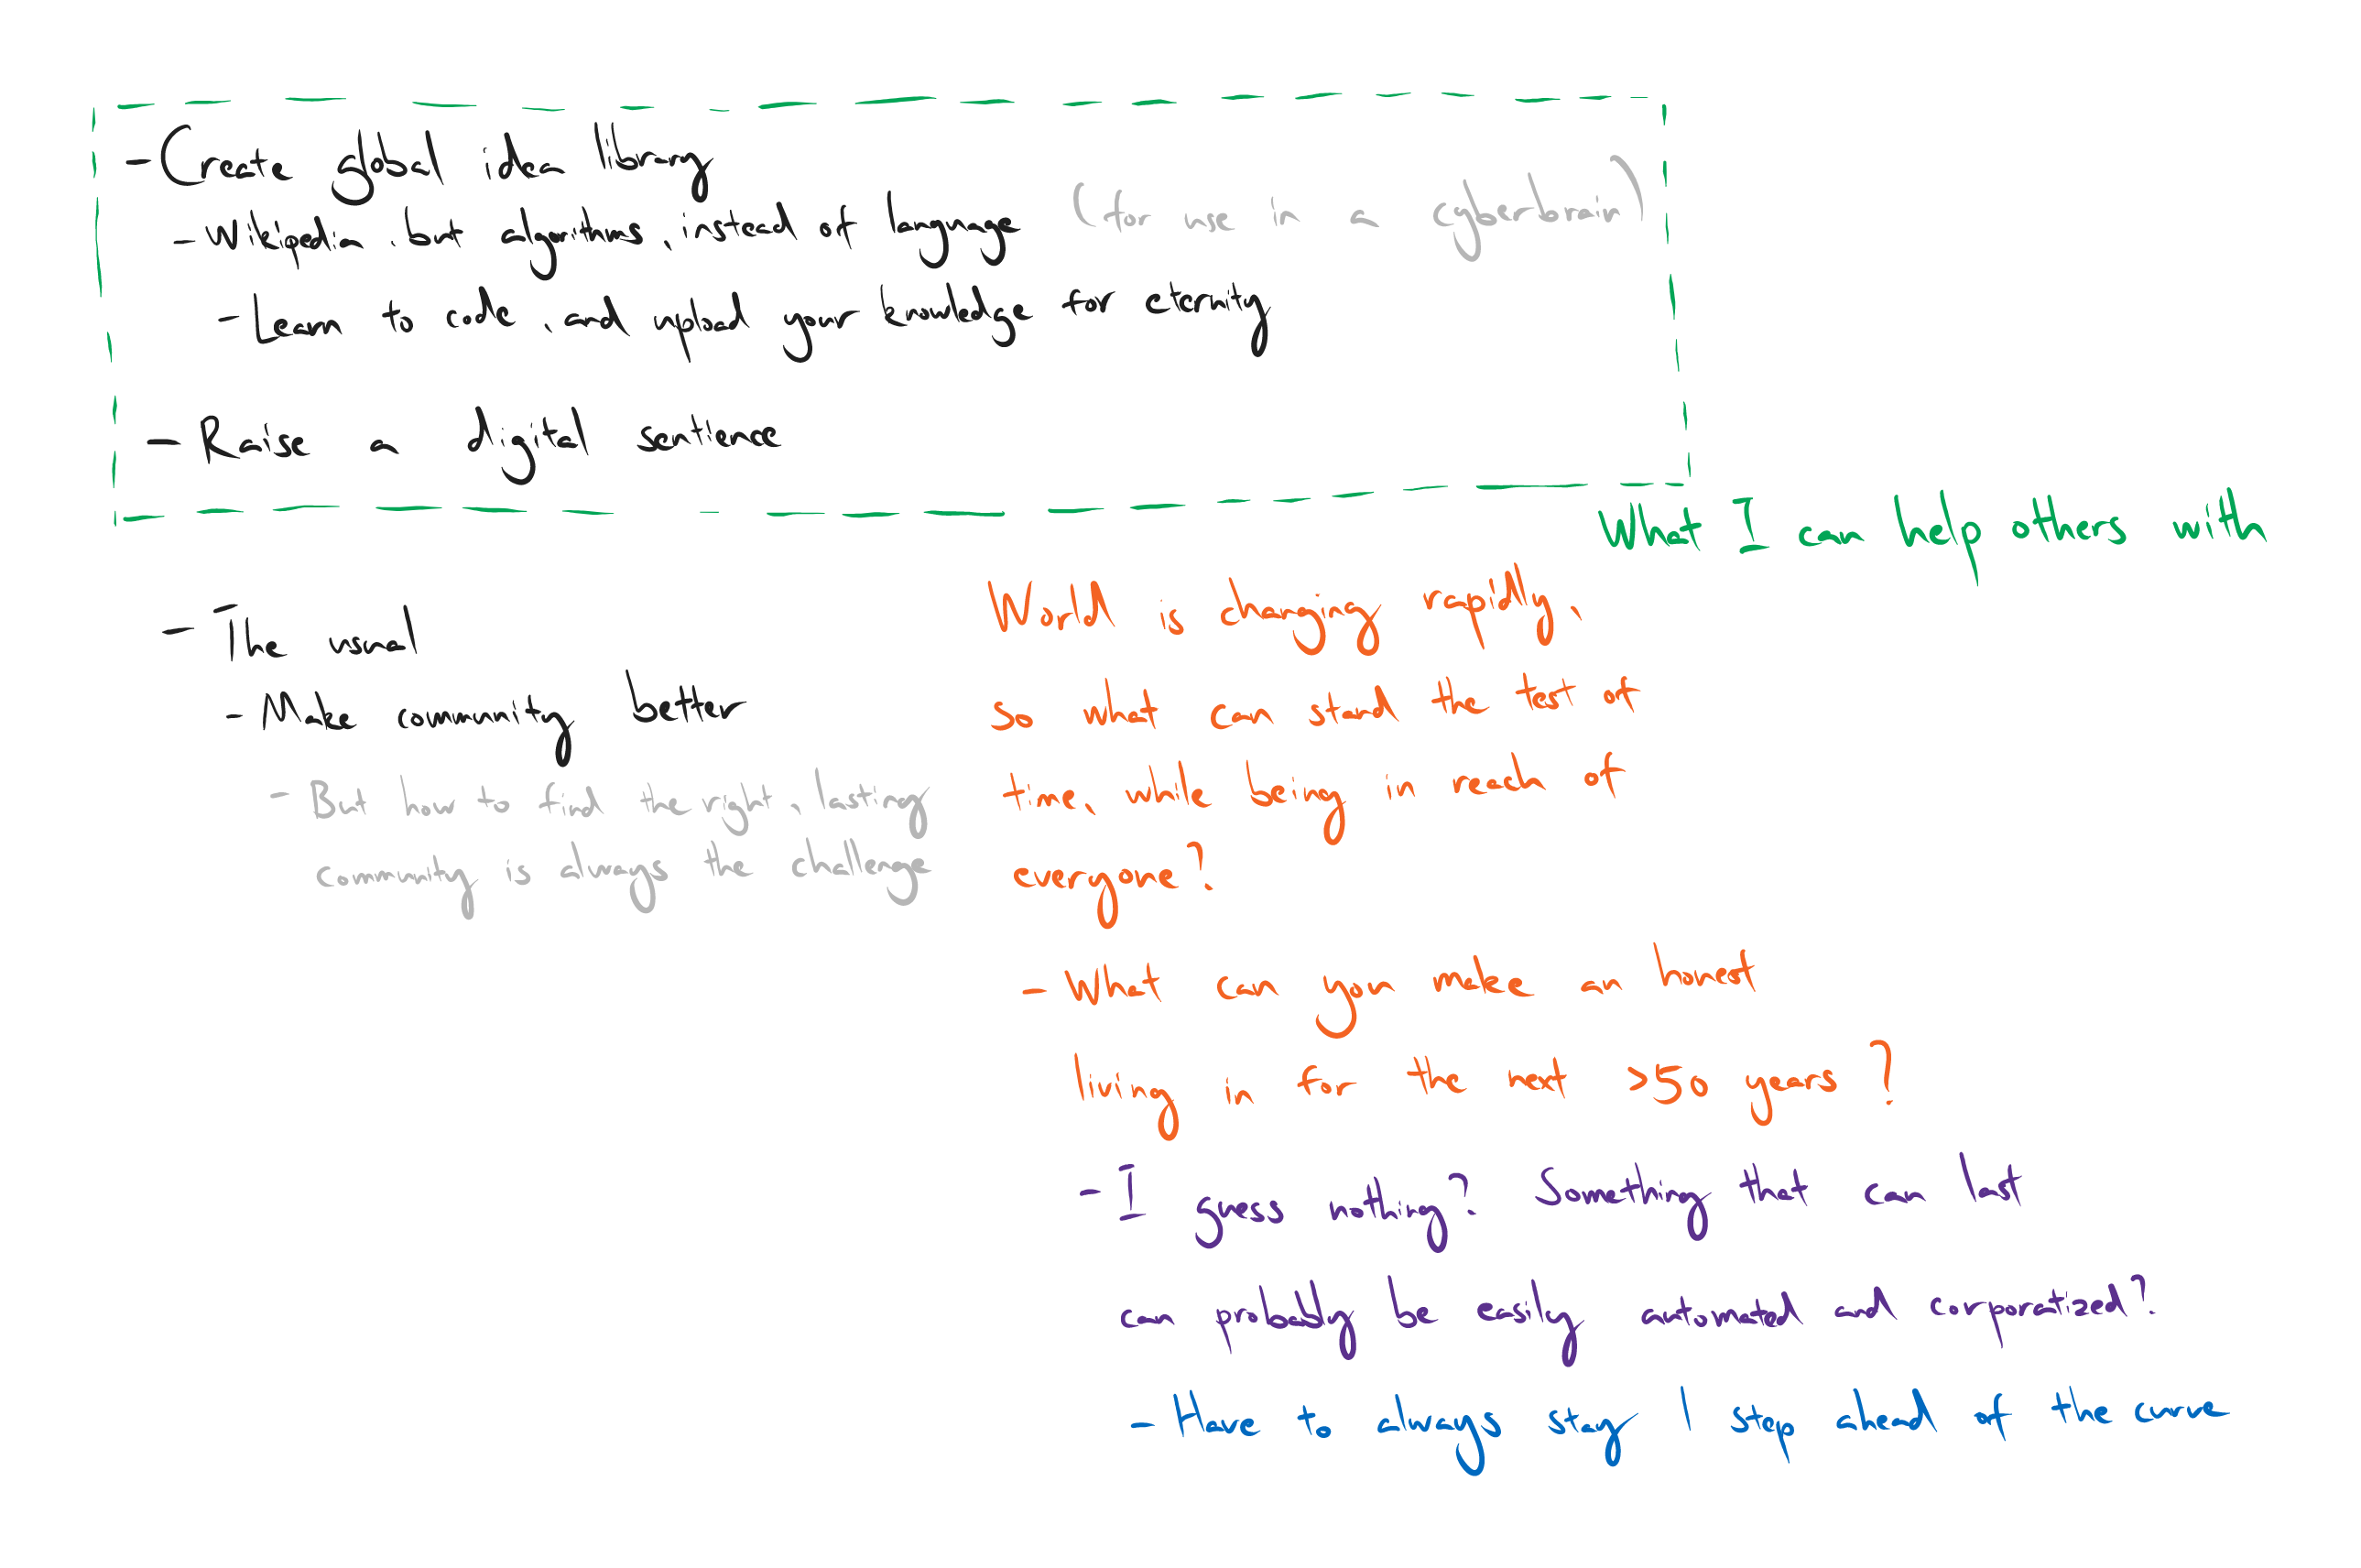 - Create global idea library
- Wikipedia, but algorithms, instead of language
(for me in a gluebrain)
- Learn to code, and upload your knowledge for eternity
- Raise a digital sentience
What I can help others with
- The usual
- Make community better
- But how to find the right, lasting
community is always the challenge
World is changing rapidly,
so what can stand the test of
time, while being in reach of
everyone?
- What can you make an honest
living in for the next >50 years?
- I guess nothing? Something that can last
can probably be easily automated and corporatized?
- Have to always stay 1 step ahead of the curve